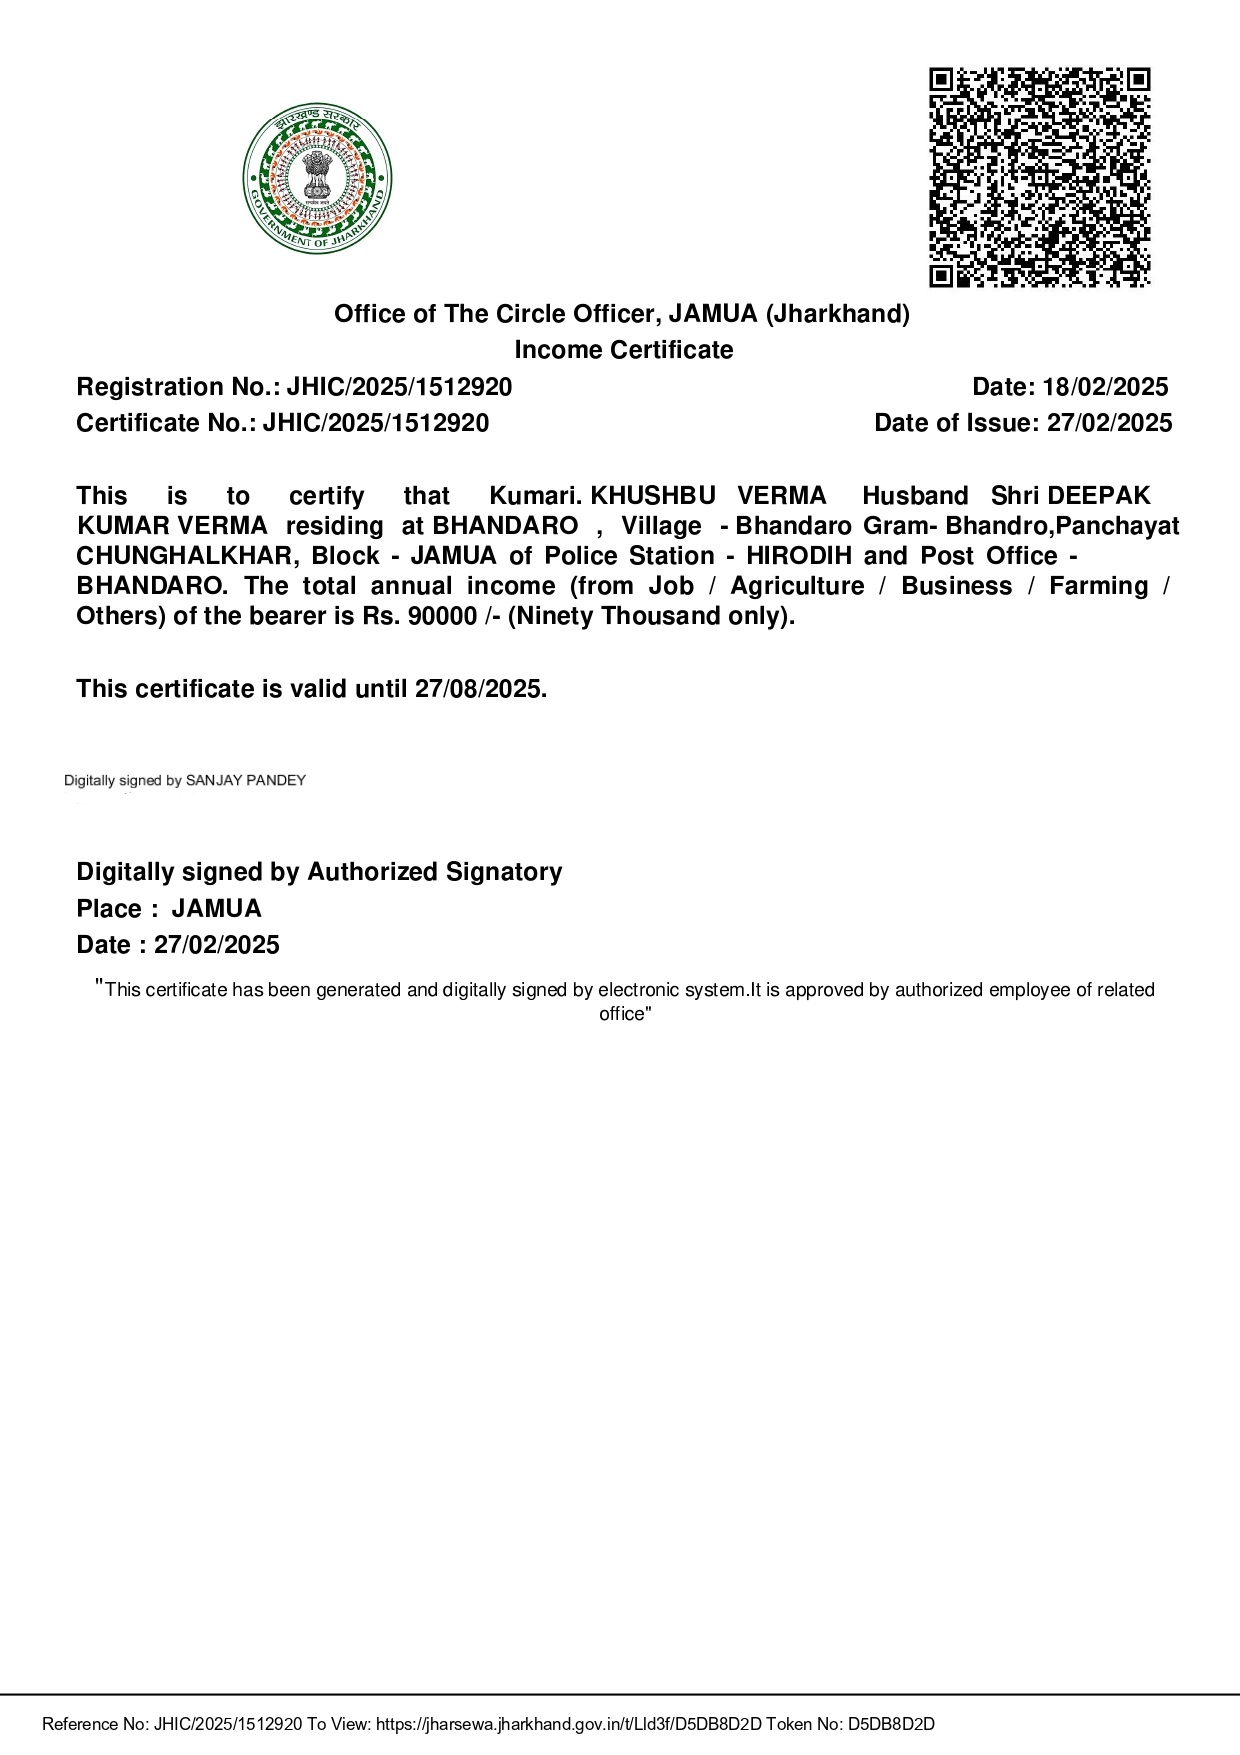 झारखण्ड सरकार
GOVERNMENT OF JHARKHAND
Office of The Circle Officer, JAMUA (Jharkhand)
Income Certificate
Registration No.: JHIC/2025/1512920 Date: 18/02/2025
Certificate No.: JHIC/2025/1512920 Date of Issue: 27/02/2025
This is to certify that Kumari. KHUSHBU VERMA Husband Shri DEEPAK
KUMAR VERMA residing at BHANDARO , Village - Bhandaro Gram- Bhandro,Panchayat
CHUNGHALKHAR, Block - JAMUA of Police Station - HIRODIH and Post Office -
BHANDARO. The total annual income (from Job / Agriculture / Business / Farming /
Others) of the bearer is Rs. 90000 /- (Ninety Thousand only).
This certificate is valid until 27/08/2025.
Digitally signed by SANJAY PANDEY
Digitally signed by Authorized Signatory
Place : JAMUA
Date : 27/02/2025
"This certificate has been generated and digitally signed by electronic system.It is approved by authorized employee of related
office"
Reference No: JHIC/2025/1512920 To View: https://jharsewa.jharkhand.gov.in/t/Lld3f/D5DB8D2D Token No: D5DB8D2D